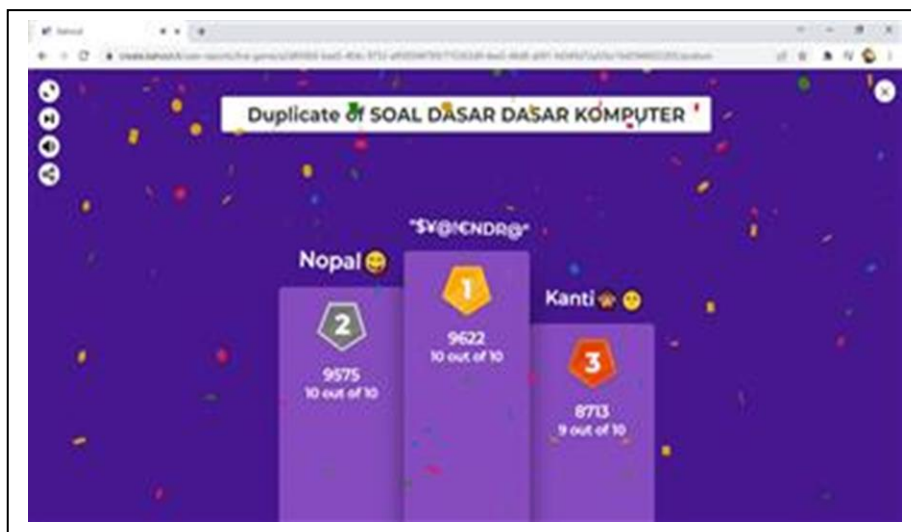 Duplicate of SOAL DASAR DASAR KOMPUTER
"$¥@!€NDR@"
Nopal😋
1
Kanti🙈😶
2
9622
10 out of 10
3
9575
10 out of 10
8713
9 out of 10